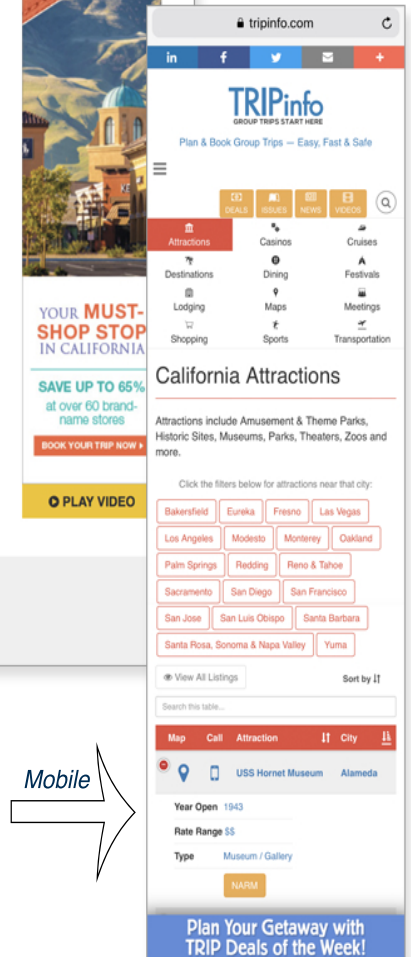 YOUR MUST-
SHOP STOP
IN CALIFORNIA
SAVE UP TO 65%
at over 60 brand-
name stores
BOOK YOUR TRIP NOW
PLAY VIDEO
Mobile
tripinfo.com
in f +
TRIPinfo
GROUP TRIPS START HERE
Plan & Book Group Trips — Easy, Fast & Safe
DEALS ISSUES NEWS VIDEOS
Attractions Casinos Cruises
Destinations Dining Festivals
Lodging Maps Meetings
Shopping Sports Transportation
California Attractions
Attractions include Amusement & Theme Parks,
Historic Sites, Museums, Parks, Theaters, Zoos and
more.
Click the filters below for attractions near that city:
Bakersfield Eureka Fresno Las Vegas
Los Angeles Modesto Monterey Oakland
Palm Springs Redding Reno & Tahoe
Sacramento San Diego San Francisco
San Jose San Luis Obispo Santa Barbara
Santa Rosa, Sonoma & Napa Valley Yuma
View All Listings Sort by
Search this table...
Map Call Attraction City
USS Hornet Museum Alameda
Year Open 1943
Rate Range $$
Type Museum / Gallery
NARM
Plan Your Getaway with
TRIP Deals of the Week!